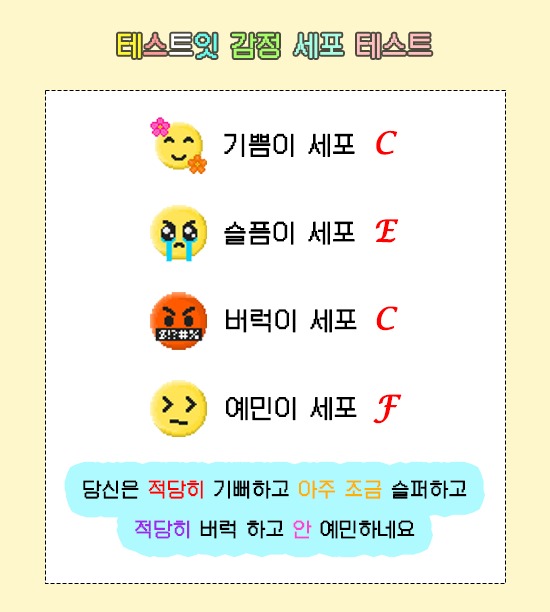 테스트잇 감정 세포 테스트
기쁨이 세포 C
슬픔이 세포 E
버럭이 세포 C
$!?#%
예민이 세포 F
당신은 적당히 기뻐하고 아주 조금 슬퍼하고
적당히 버럭 하고 안 예민하네요